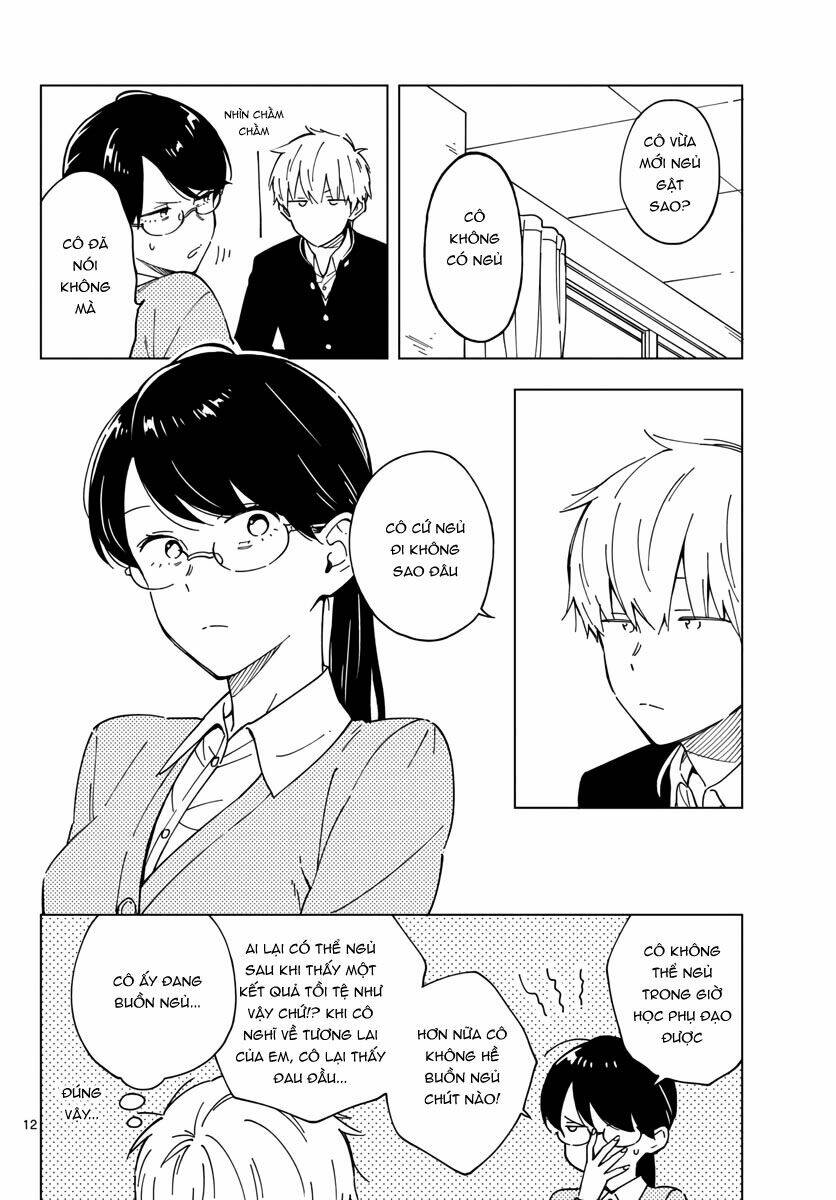 CÔ VỪA
MỚI NGỦ
GẬT
SAO?
CÔ
KHÔNG
CÓ NGỦ
NHÌN CHẰM
CHẰM
CÔ ĐÃ
NÓI
KHÔNG
MÀ
CÔ CỨ NGỦ
ĐI KHÔNG
SAO ĐÂU
CÔ KHÔNG
THỂ NGỦ
TRONG GIỜ
HỌC PHỤ ĐẠO
ĐƯỢC
HƠN NỮA CÔ
KHÔNG HỀ
BUỒN NGỦ
CHÚT NÀO!
AI LẠI CÓ THỂ NGỦ
SAU KHI THẤY MỘT
KẾT QUẢ TỒI TỆ NHƯ
VẬY CHỨ!? KHI CÔ
NGHĨ VỀ TƯƠNG LAI
CỦA EM, CÔ LẠI THẤY
ĐAU ĐẦU...
CÔ ẤY ĐANG
BUỒN NGỦ...
ĐÚNG
VẬY...
12